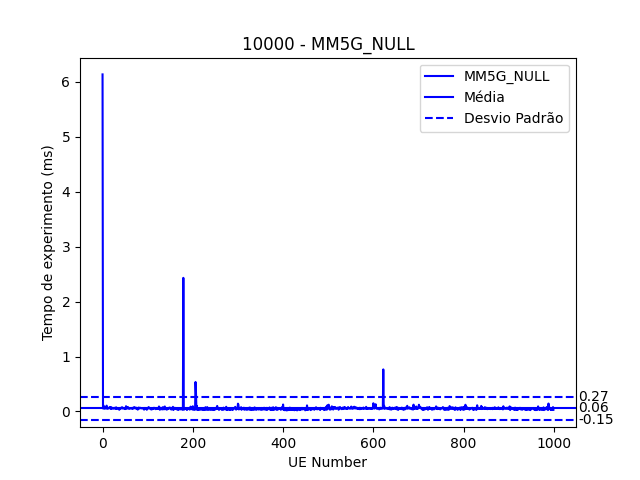 10000 - MM5G_NULL
MM5G_NULL
Média
Desvio Padrão
Tempo de experimento (ms)
6
5
4
3
2
1
0
0.27
0.06
-0.15
0 200 400 600 800 1000
UE Number